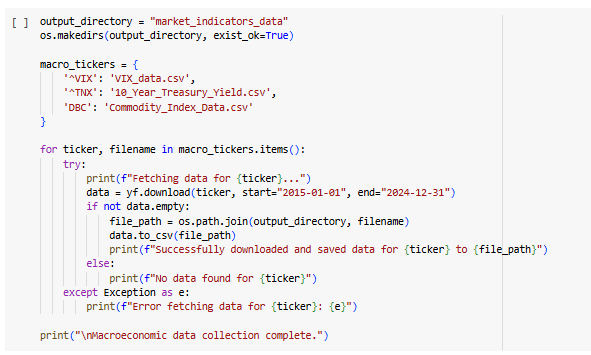 [ ] output_directory = "market_indicators_data"
os.makedirs(output_directory, exist_ok=True)
macro_tickers = {
'^VIX': 'VIX_data.csv',
'^TNX': '10_Year_Treasury_Yield.csv',
'DBC': 'Commodity_Index_Data.csv'
}
for ticker, filename in macro_tickers.items():
try:
print(f"Fetching data for {ticker}...")
data = yf.download(ticker, start="2015-01-01", end="2024-12-31")
if not data.empty:
file_path = os.path.join(output_directory, filename)
data.to_csv(file_path)
print(f"Successfully downloaded and saved data for {ticker} to {file_path}")
else:
print(f"No data found for {ticker}")
except Exception as e:
print(f"Error fetching data for {ticker}: {e}")
print("\nMacroeconomic data collection complete.")